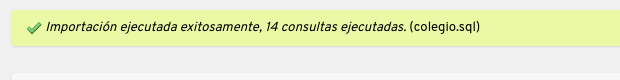 Importación ejecutada exitosamente, 14 consultas ejecutadas. (colegio.sql)